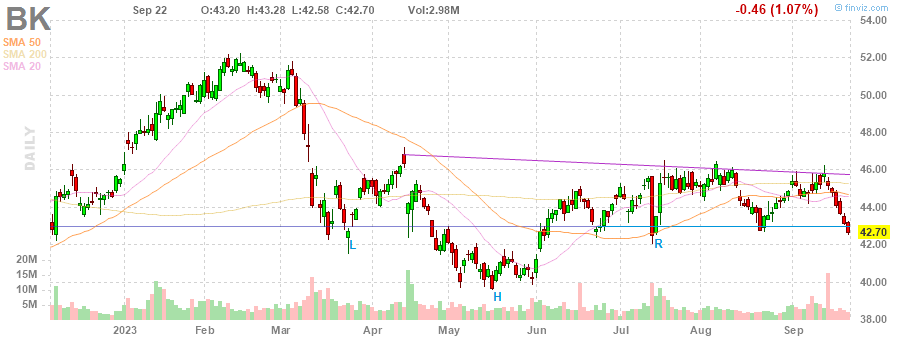 BK Sep 22 O:43.20 H:43.28 L:42.58 C:42.70 Vol:2.98M -0.46 (1.07%) © finviz.com
SMA 50
SMA 200
SMA 20
DAILY
54.00
52.00
50.00
48.00
46.00
44.00
42.70
42.00
40.00
38.00
20M
15M
10M
5M
L
H
R
2023 Feb Mar Apr May Jun Jul Aug Sep